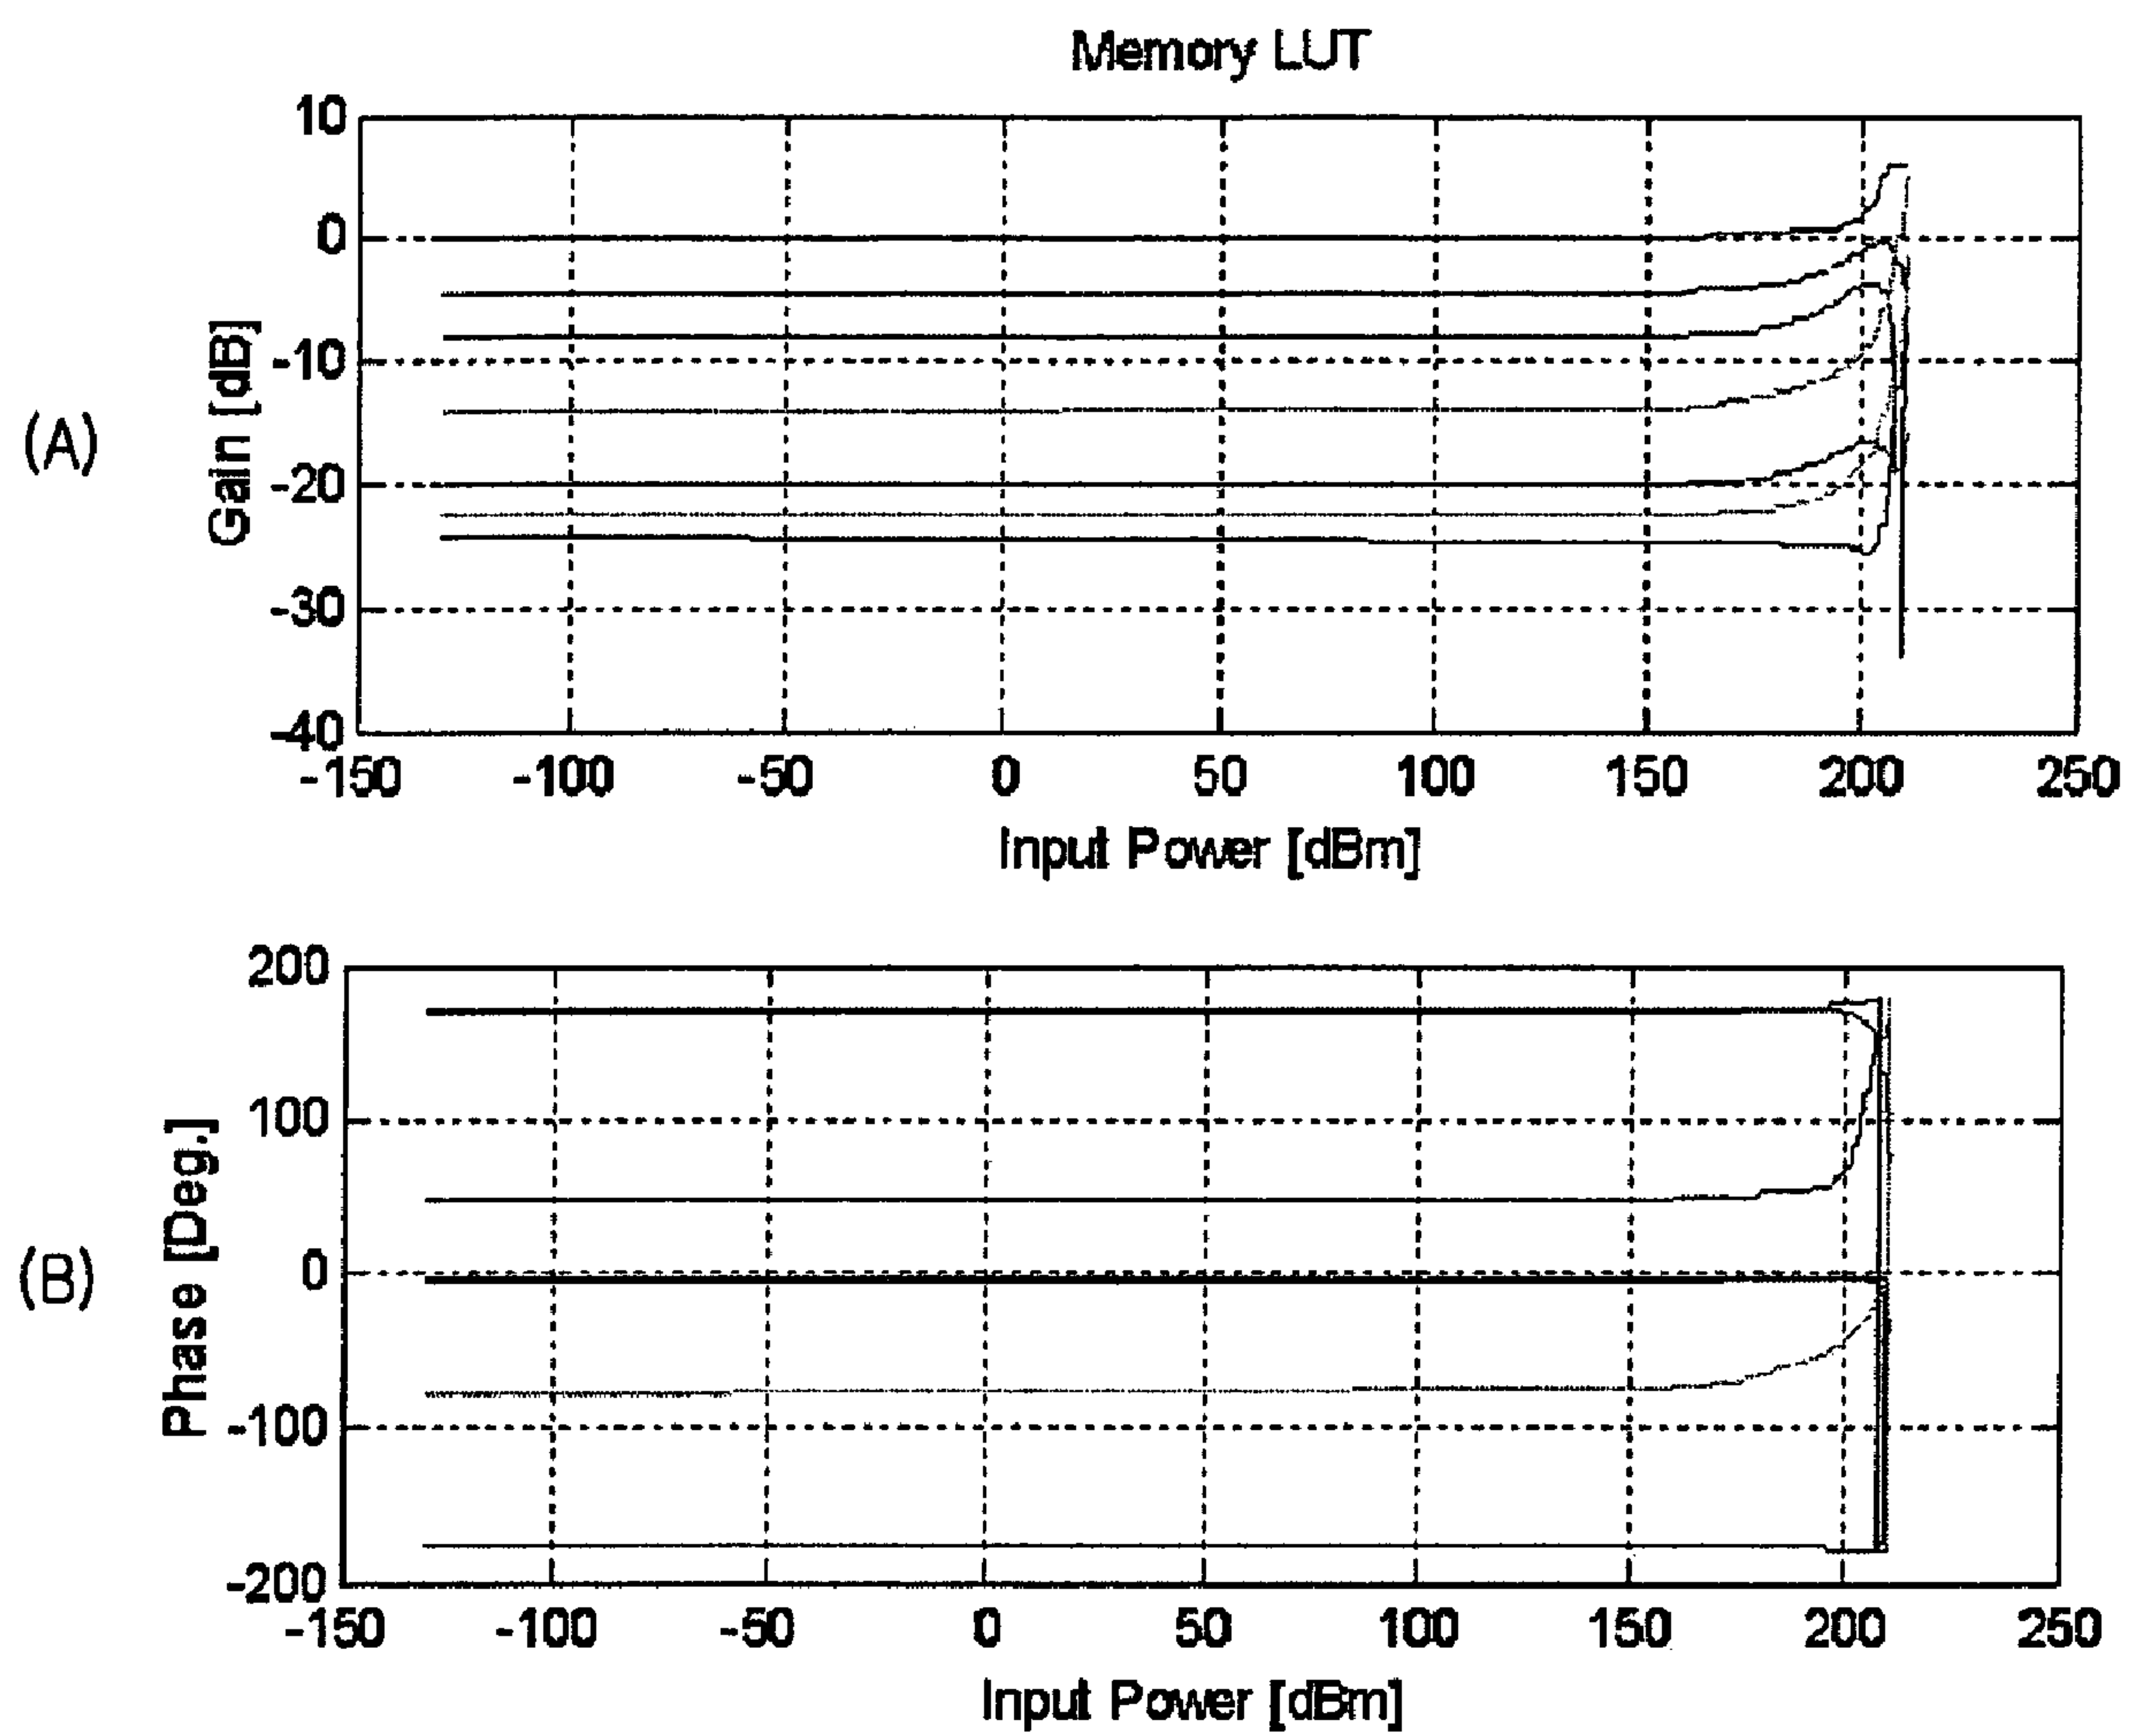 Memory LUT
(A)
Gain [dB]
10
0
-10
-20
-30
-40
-150 -100 -50 0 50 100 150 200 250
Input Power [dBm]
(B)
Phase [Deg.]
200
100
0
-100
-200
-150 -100 -50 0 50 100 150 200 250
Input Power [dBm]